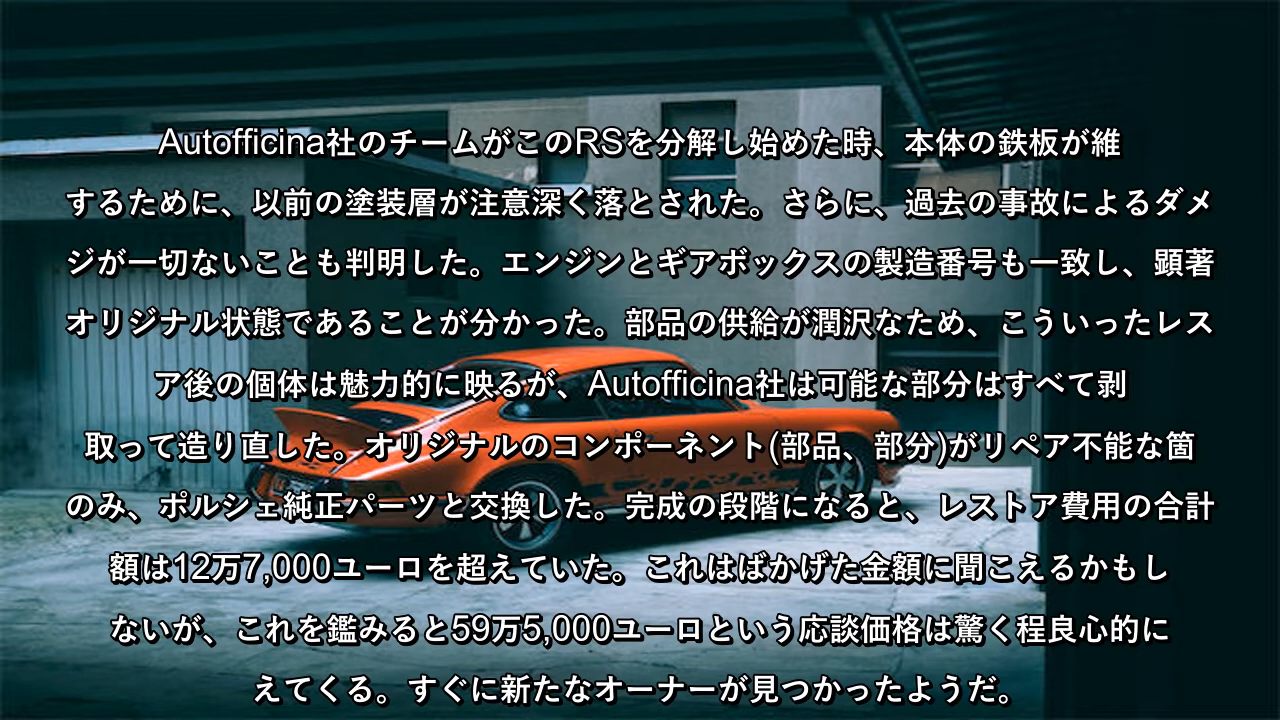 Autofficina社のチームがこのRSを分解し始めた時、本体の鉄板が維
するために、以前の塗装層が注意深く落とされた。さらに、過去の事故によるダメ
ジが一切ないことも判明した。エンジンとギアボックスの製造番号も一致し、顕著
オリジナル状態であることが分かった。部品の供給が潤沢なため、こういったレス
ア後の個体は魅力的に映るが、Autofficina社は可能な部分はすべて剥
取って造り直した。オリジナルのコンポーネント(部品、部分)がリペア不能な箇
のみ、ポルシェ純正パーツと交換した。完成の段階になると、レストア費用の合計
額は12万7,000ユーロを超えていた。これはばかげた金額に聞こえるかもし
ないが、これを鑑みると59万5,000ユーロという応談価格は驚く程良心的に
えてくる。すぐに新たなオーナーが見つかったようだ。